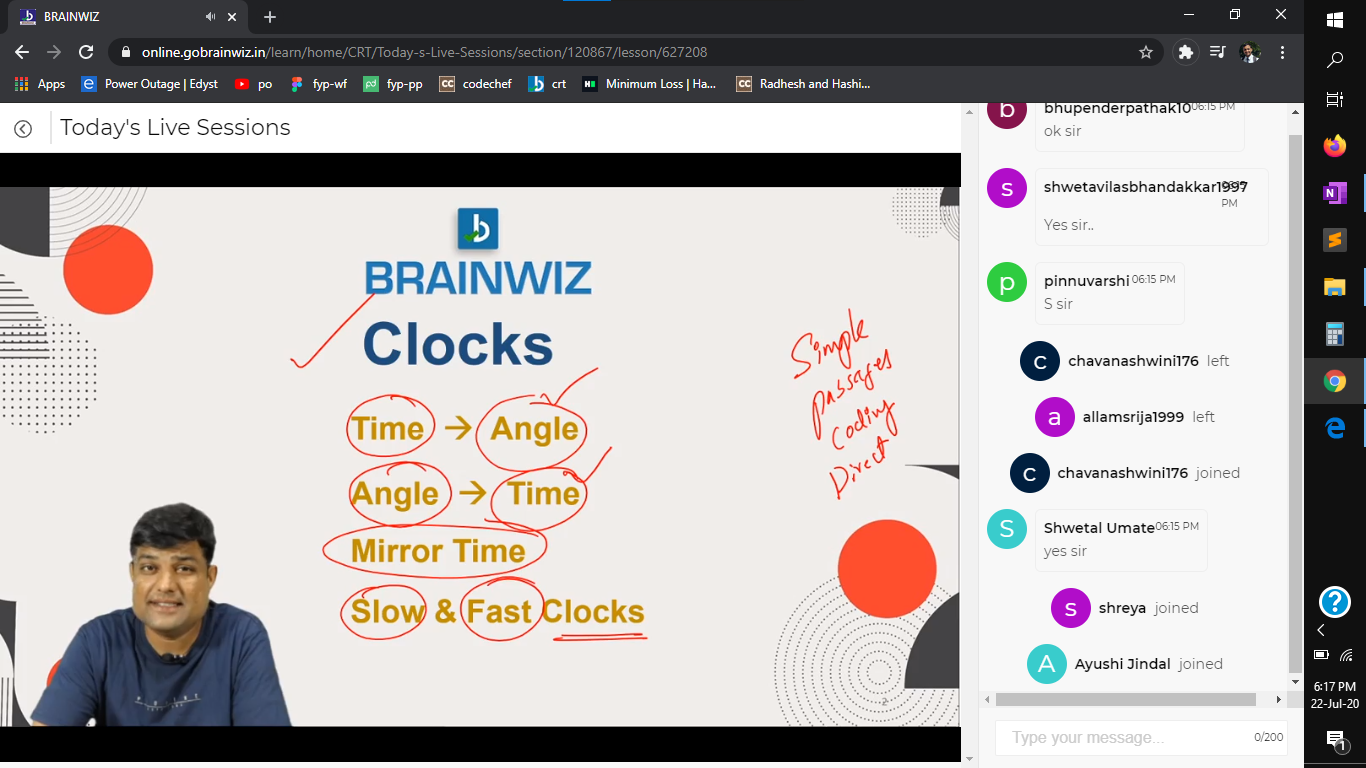 BRAINWIZ
online.gobrainwiz.in/learn/home/CRT/Today-s-Live-Sessions/section/120867/lesson/627208
Apps Power Outage | Edyst po fyp-wf fyp-pp codechef crt Minimum Loss | Ha... Radhesh and Hashi...
Today's Live Sessions
BRAINWIZ
Clocks
Time → Angle
Angle → Time
Mirror Time
Slow & Fast Clocks
Simple
passages
Coding
Direct
2
b
bhupenderpathak10 06:15 PM
ok sir
s
shwetavilasbhandakkar1997 06:15 PM
Yes sir..
p
pinnuvarshi 06:15 PM
S sir
c
chavanashwini176 left
a
allamsrija1999 left
c
chavanashwini176 joined
S
Shwetal Umate 06:15 PM
yes sir
s
shreya joined
A
Ayushi Jindal joined
Type your message... 0/200
6:17 PM
22-Jul-20
1